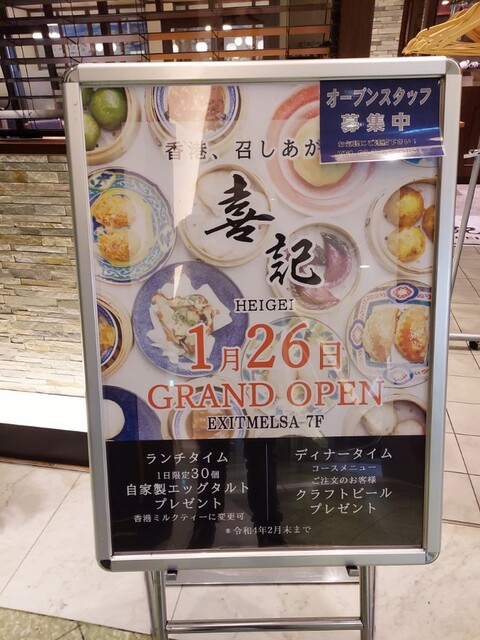 オープンスタッフ
募集中
香港、召しあが
喜記
HEIGEI
1月26日
GRAND OPEN
EXITMELSA 7F
ランチタイム
1日限定30個
自家製エッグタルト
プレゼント
香港ミルクティーに変更可
ディナータイム
コースメニュー
ご注文のお客様
クラフトビール
プレゼント
※令和4年2月末まで